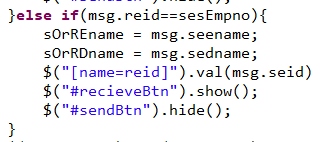 }else if(msg.reid==sesEmpno){
sOrREname = msg.seename;
sOrRDname = msg.sedname;
$("[name=reid]").val(msg.seid)
$("#recieveBtn").show();
$("#sendBtn").hide();
}